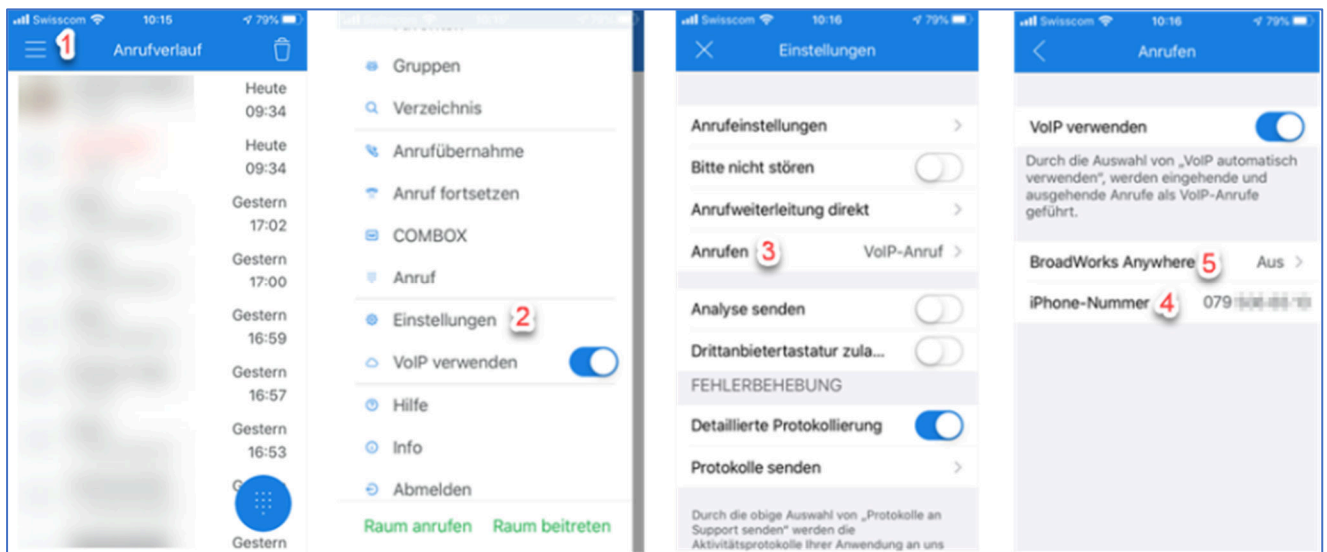 Swisscom 10:15 79%
1
Anrufverlauf
Heute
09:34
Heute
09:34
Gestern
17:02
Gestern
17:00
Gestern
16:59
Gestern
16:57
Gestern
16:53
Gestern
Gruppen
Verzeichnis
Anrufübernahme
Anruf fortsetzen
COMBOX
Anruf
Einstellungen 2
VoIP verwenden
Hilfe
Info
Abmelden
Raum anrufen Raum beitreten
Swisscom 10:16 79%
Einstellungen
Anrufeinstellungen
Bitte nicht stören
Anrufweiterleitung direkt
Anrufen 3 VoIP-Anruf
Analyse senden
Drittanbietertastatur zula...
FEHLERBEHEBUNG
Detaillierte Protokollierung
Protokolle senden
Durch die obige Auswahl von „Protokolle an
Support senden" werden die
Aktivitätsprotokolle Ihrer Anwendung an uns
Swisscom 10:16 79%
Anrufen
VoIP verwenden
Durch die Auswahl von „VoIP automatisch
verwenden", werden eingehende und
ausgehende Anrufe als VoIP-Anrufe
geführt.
BroadWorks Anywhere 5 Aus
iPhone-Nummer 4 079